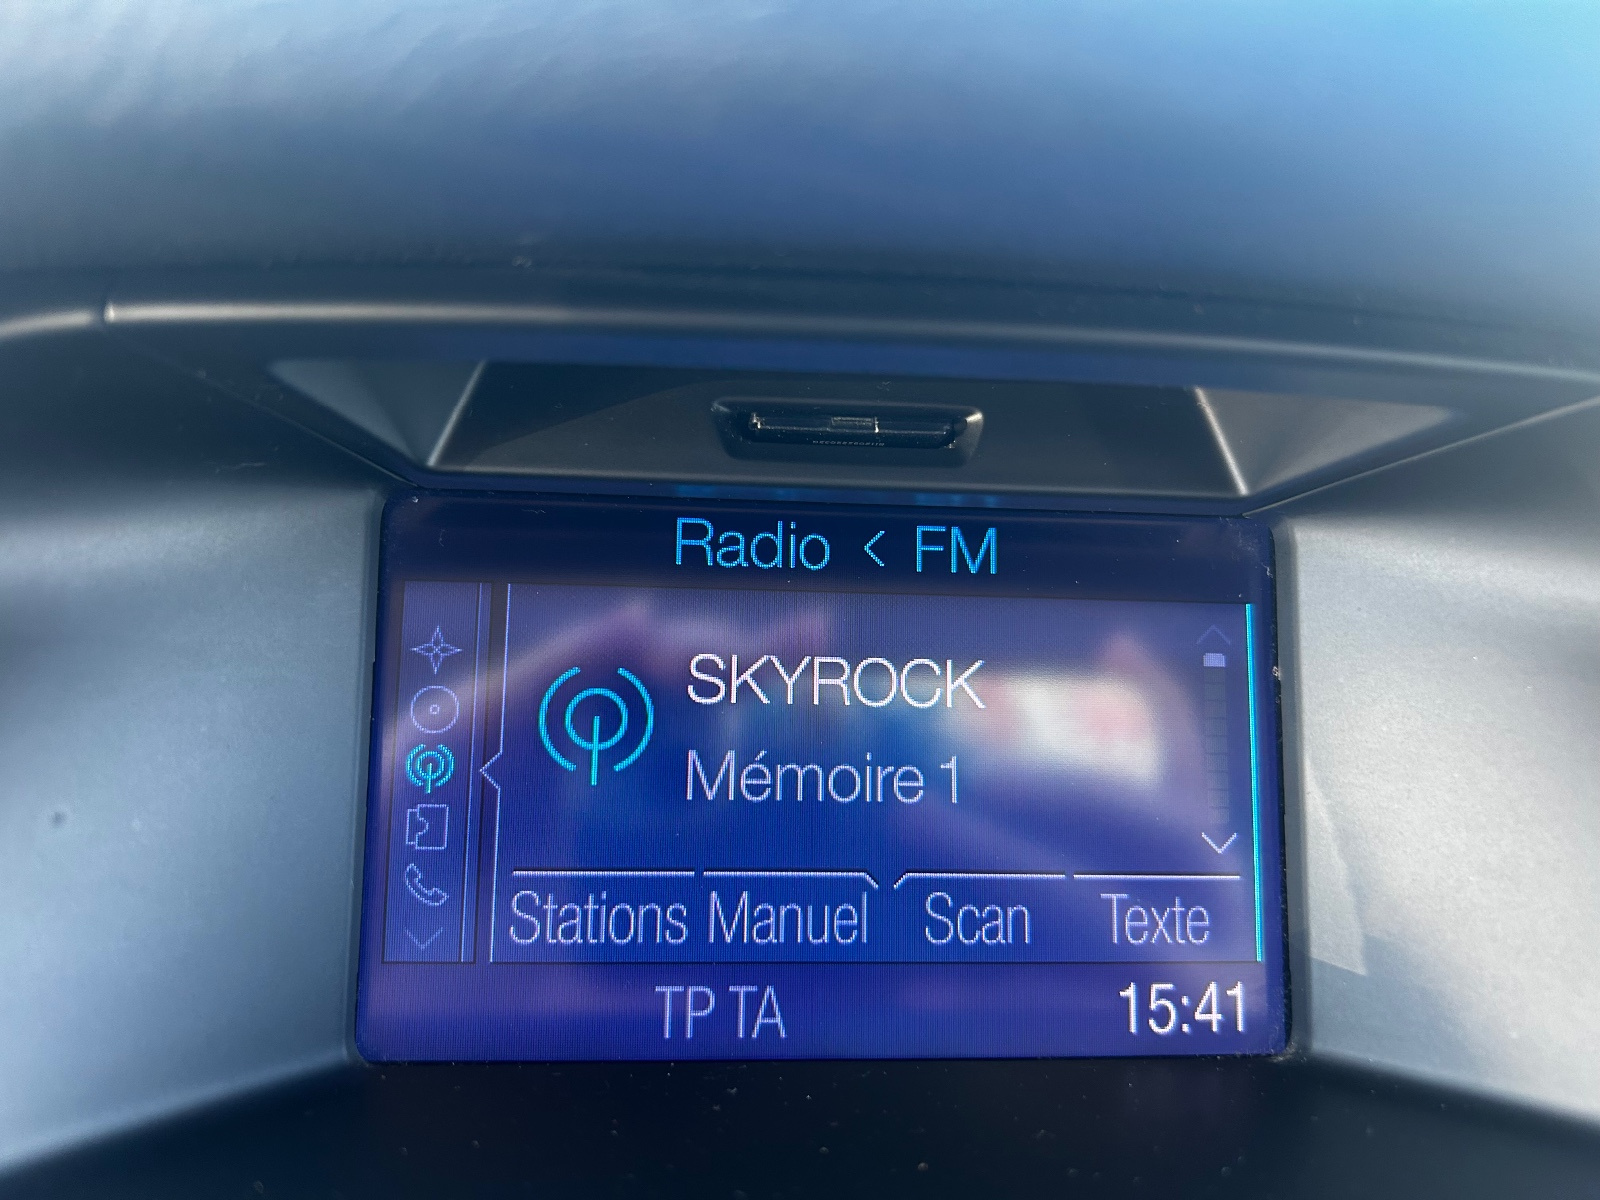 Radio < FM
SKYROCK
Mémoire 1
Stations Manuel Scan Texte
TP TA 15:41